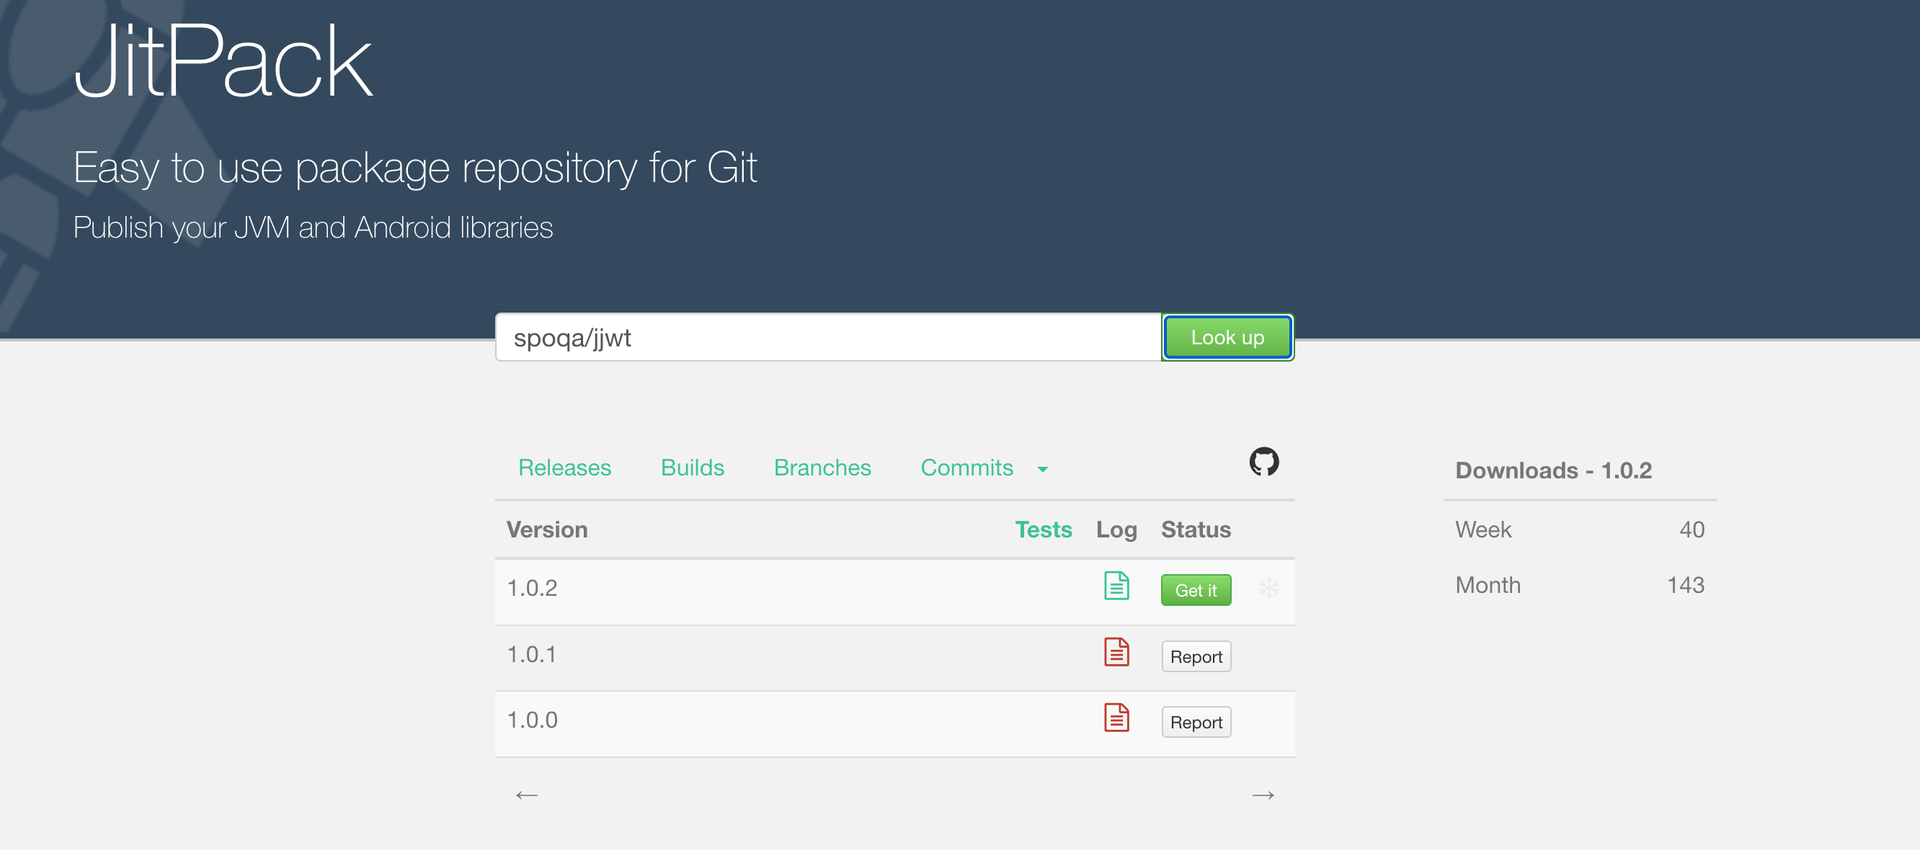 JitPack
Easy to use package repository for Git
Publish your JVM and Android libraries
spoqa/jjwt Look up
Releases Builds Branches Commits
Version Tests Log Status
1.0.2 Get it
1.0.1 Report
1.0.0 Report
← →
Downloads - 1.0.2
Week 40
Month 143